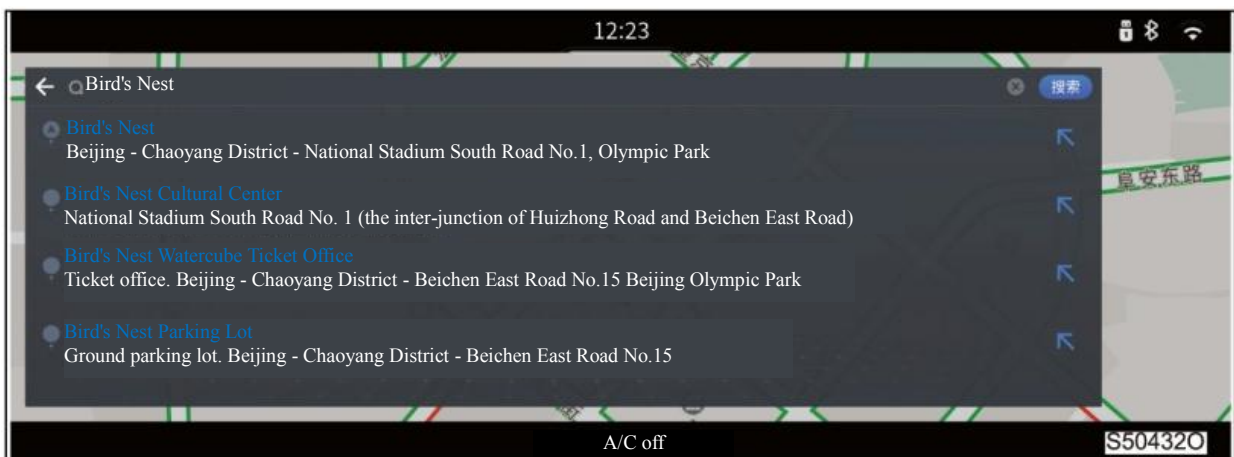 12:23
Bird's Nest
搜索
Bird's Nest
Beijing - Chaoyang District - National Stadium South Road No.1, Olympic Park
Bird's Nest Cultural Center
National Stadium South Road No. 1 (the inter-junction of Huizhong Road and Beichen East Road)
Bird's Nest Watercube Ticket Office
Ticket office. Beijing - Chaoyang District - Beichen East Road No.15 Beijing Olympic Park
Bird's Nest Parking Lot
Ground parking lot. Beijing - Chaoyang District - Beichen East Road No.15
阜安东路
A/C off
S50432O